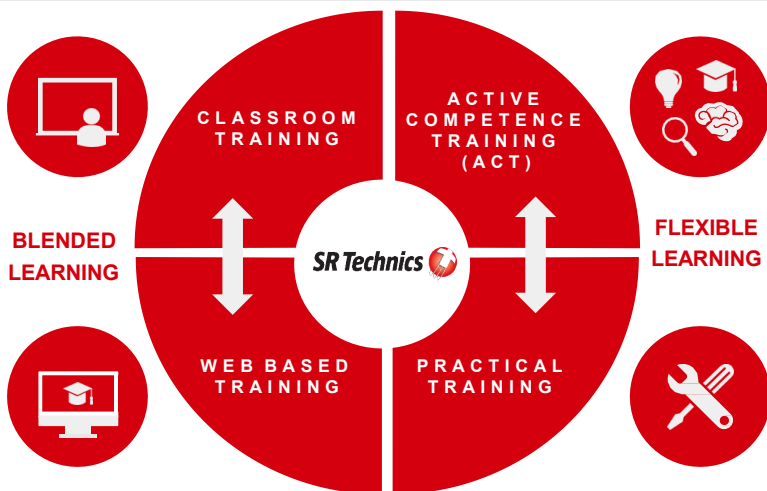 CLASSROOM
TRAINING
ACTIVE
COMPETENCE
TRAINING
(ACT)
BLENDED
LEARNING
SR Technics
FLEXIBLE
LEARNING
WEB BASED
TRAINING
PRACTICAL
TRAINING